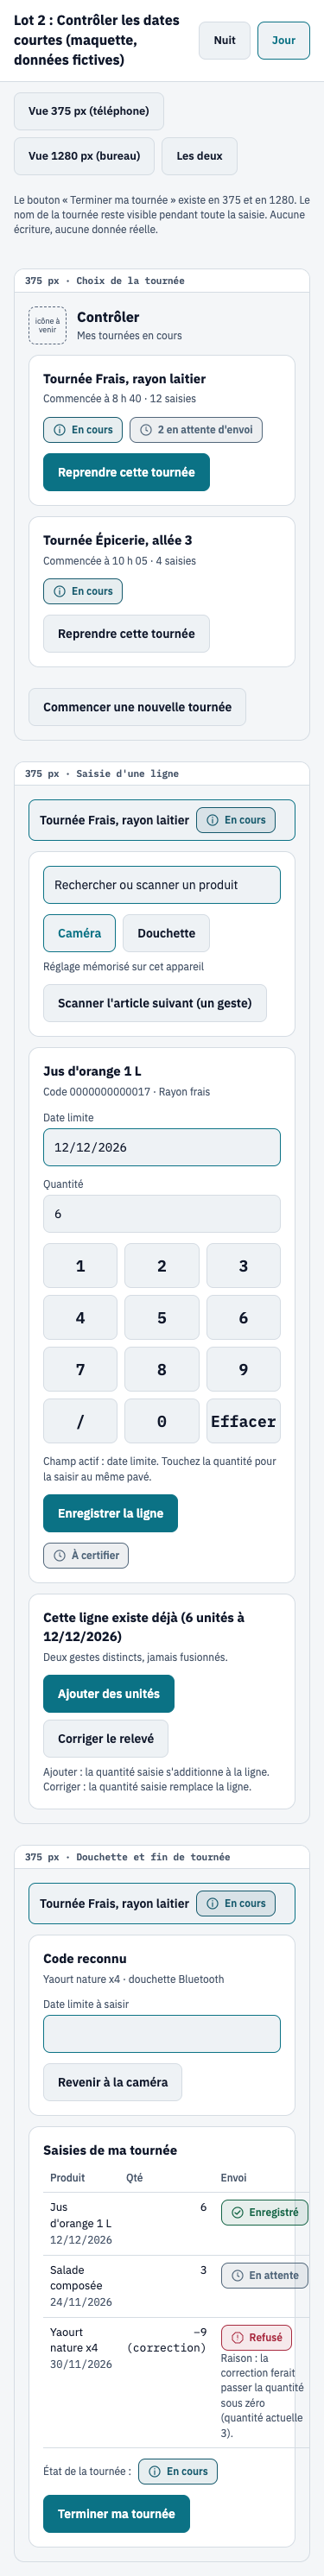 Lot 2 : Contrôler les dates
courtes (maquette,
données fictives)
Nuit
Jour
Vue 375 px (téléphone)
Vue 1280 px (bureau)
Les deux
Le bouton « Terminer ma tournée » existe en 375 et en 1280. Le
nom de la tournée reste visible pendant toute la saisie. Aucune
écriture, aucune donnée réelle.
375 px · Choix de la tournée
icône à
venir
Contrôler
Mes tournées en cours
Tournée Frais, rayon laitier
Commencée à 8 h 40 · 12 saisies
En cours
2 en attente d'envoi
Reprendre cette tournée
Tournée Épicerie, allée 3
Commencée à 10 h 05 · 4 saisies
En cours
Reprendre cette tournée
Commencer une nouvelle tournée
375 px · Saisie d'une ligne
Tournée Frais, rayon laitier
En cours
Rechercher ou scanner un produit
Caméra
Douchette
Réglage mémorisé sur cet appareil
Scanner l'article suivant (un geste)
Jus d'orange 1 L
Code 0000000000017 · Rayon frais
Date limite
12/12/2026
Quantité
6
1
2
3
4
5
6
7
8
9
/
0
Effacer
Champ actif : date limite. Touchez la quantité pour
la saisir au même pavé.
Enregistrer la ligne
À certifier
Cette ligne existe déjà (6 unités à
12/12/2026)
Deux gestes distincts, jamais fusionnés.
Ajouter des unités
Corriger le relevé
Ajouter : la quantité saisie s'additionne à la ligne.
Corriger : la quantité saisie remplace la ligne.
375 px · Douchette et fin de tournée
Tournée Frais, rayon laitier
En cours
Code reconnu
Yaourt nature x4 · douchette Bluetooth
Date limite à saisir
Revenir à la caméra
Saisies de ma tournée
Produit Qté Envoi
Jus
d'orange 1 L
12/12/2026
6
Enregistré
Salade
composée
24/11/2026
3
En attente
Yaourt
nature x4
30/11/2026
−9
(correction)
Refusé
Raison : la
correction ferait
passer la quantité
sous zéro
(quantité actuelle
3).
État de la tournée :
En cours
Terminer ma tournée